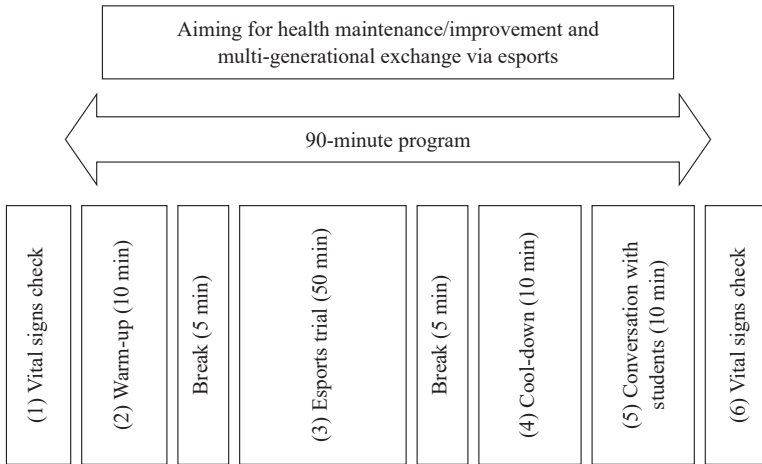 Aiming for health maintenance/improvement and
multi-generational exchange via esports
90-minute program
(1) Vital signs check
(2) Warm-up (10 min)
Break (5 min)
(3) Esports trial (50 min)
Break (5 min)
(4) Cool-down (10 min)
(5) Conversation with
students (10 min)
(6) Vital signs check